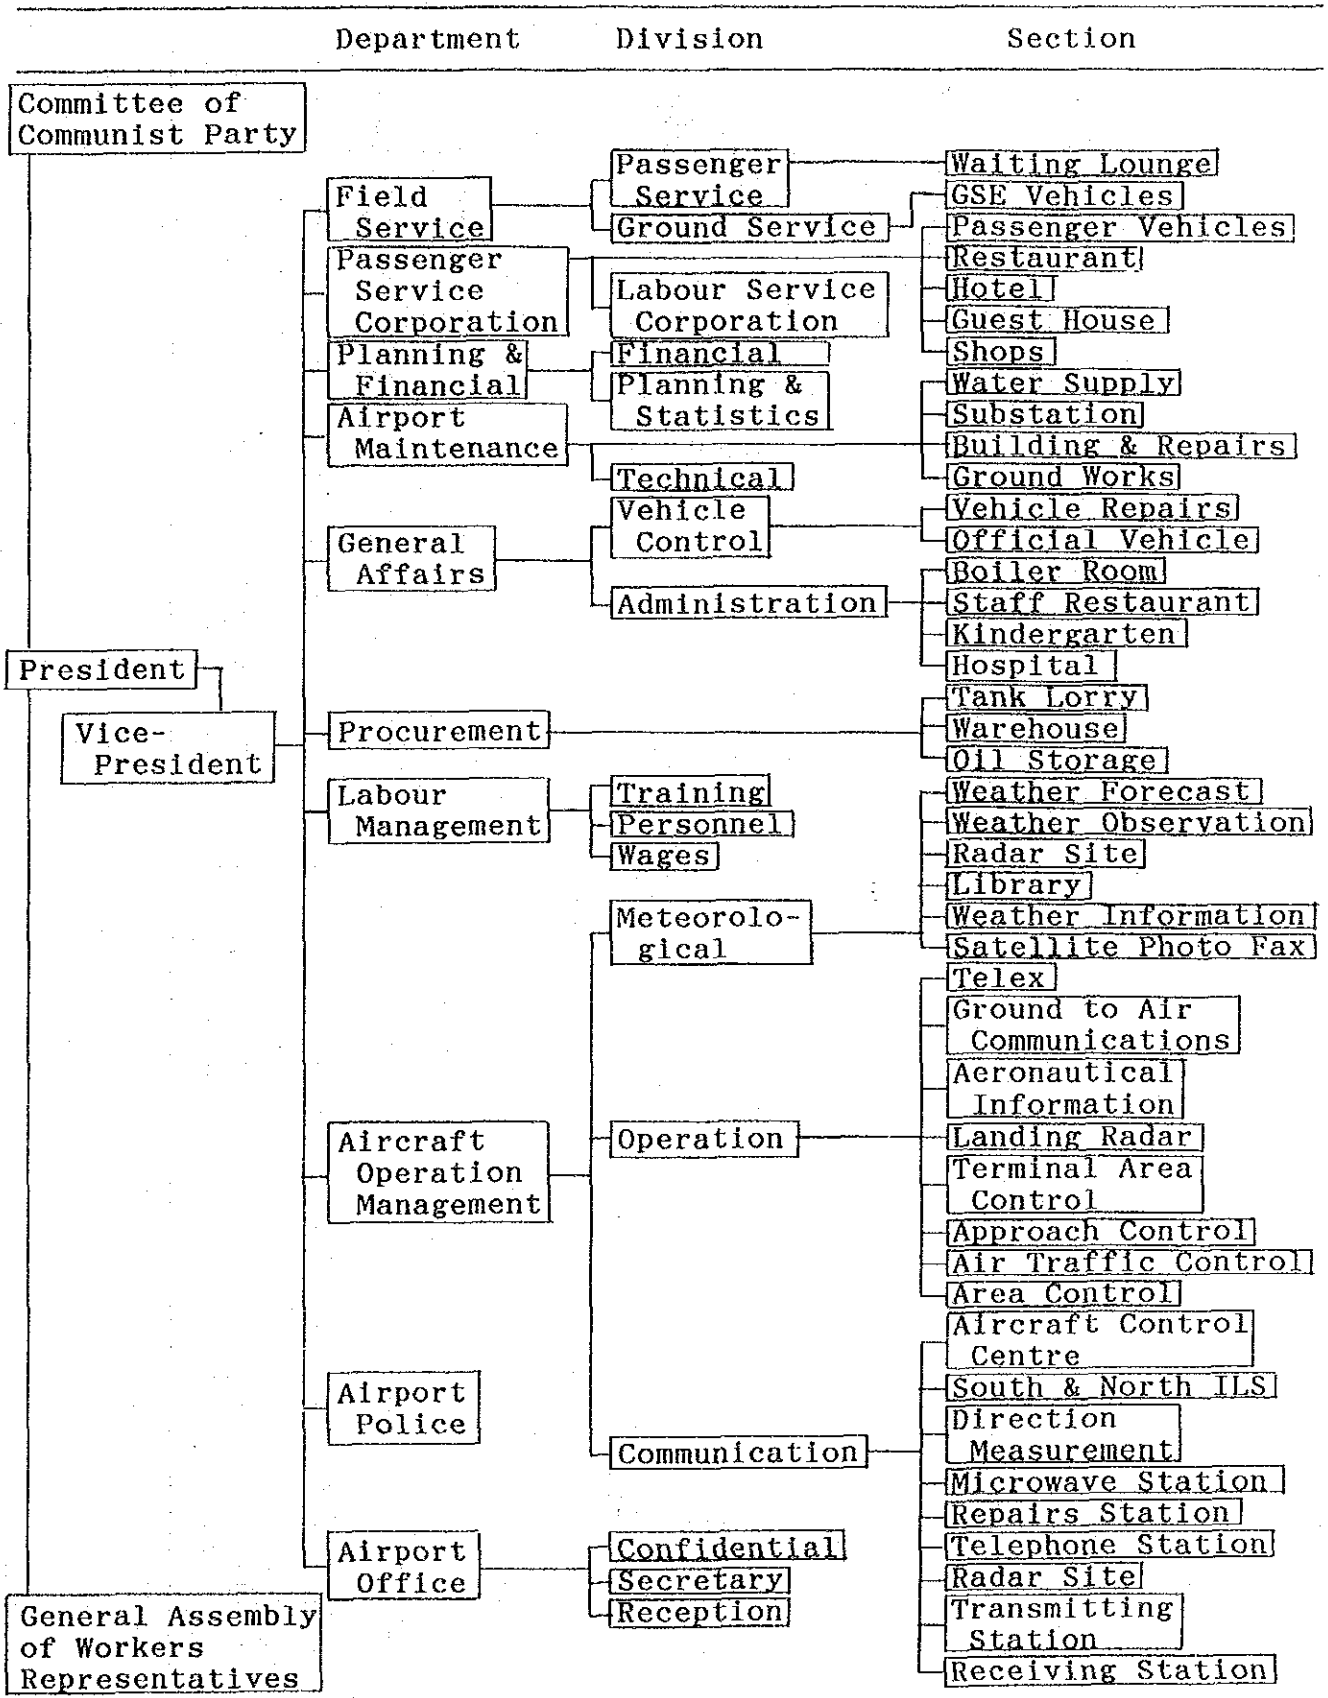 Department Division Section
Committee of
Communist Party
Passenger
Service
Waiting Lounge
Field
Service
GSE Vehicles
Ground Service
Passenger Vehicles
Passenger
Service
Corporation
Restaurant
Labour Service
Corporation
Hotel
Guest House
Shops
Planning &
Financial
Financial
Planning &
Statistics
Water Supply
Airport
Maintenance
Substation
Building & Repairs
Technical
Ground Works
Vehicle
Control
Vehicle Repairs
General
Affairs
Official Vehicle
Boiler Room
Administration
Staff Restaurant
Kindergarten
President
Hospital
Vice-
President
Procurement
Tank Lorry
Warehouse
Oil Storage
Labour
Management
Training
Personnel
Wages
Weather Forecast
Weather Observation
Radar Site
Library
Meteorolo-
gical
Weather Information
Satellite Photo Fax
Telex
Ground to Air
Communications
Aeronautical
Information
Aircraft
Operation
Management
Operation
Landing Radar
Terminal Area
Control
Approach Control
Air Traffic Control
Area Control
Aircraft Control
Centre
Airport
Police
South & North ILS
Direction
Measurement
Communication
Microwave Station
Repairs Station
Airport
Office
Confidential
Secretary
Reception
Telephone Station
Radar Site
Transmitting
Station
Receiving Station
General Assembly
of Workers
Representatives